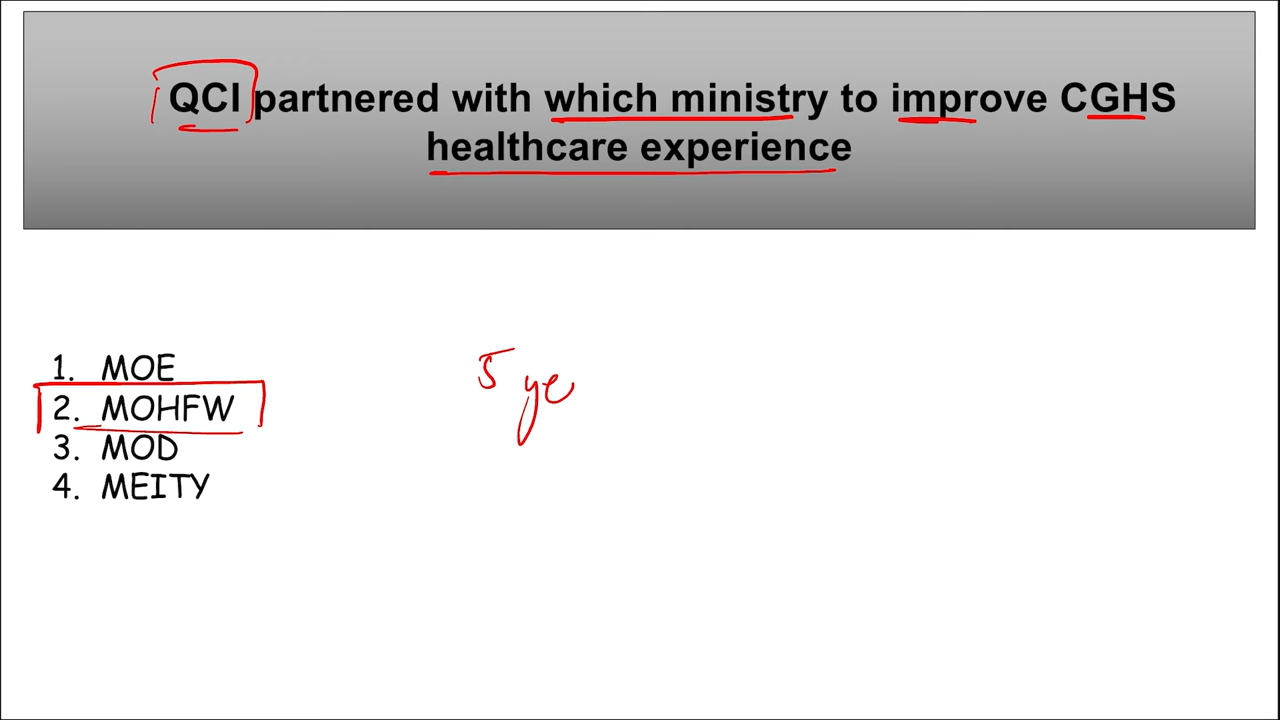 QCI partnered with which ministry to improve CGHS
healthcare experience
1. MOE
2. MOHFW
3. MOD
4. MEITY
5 ye